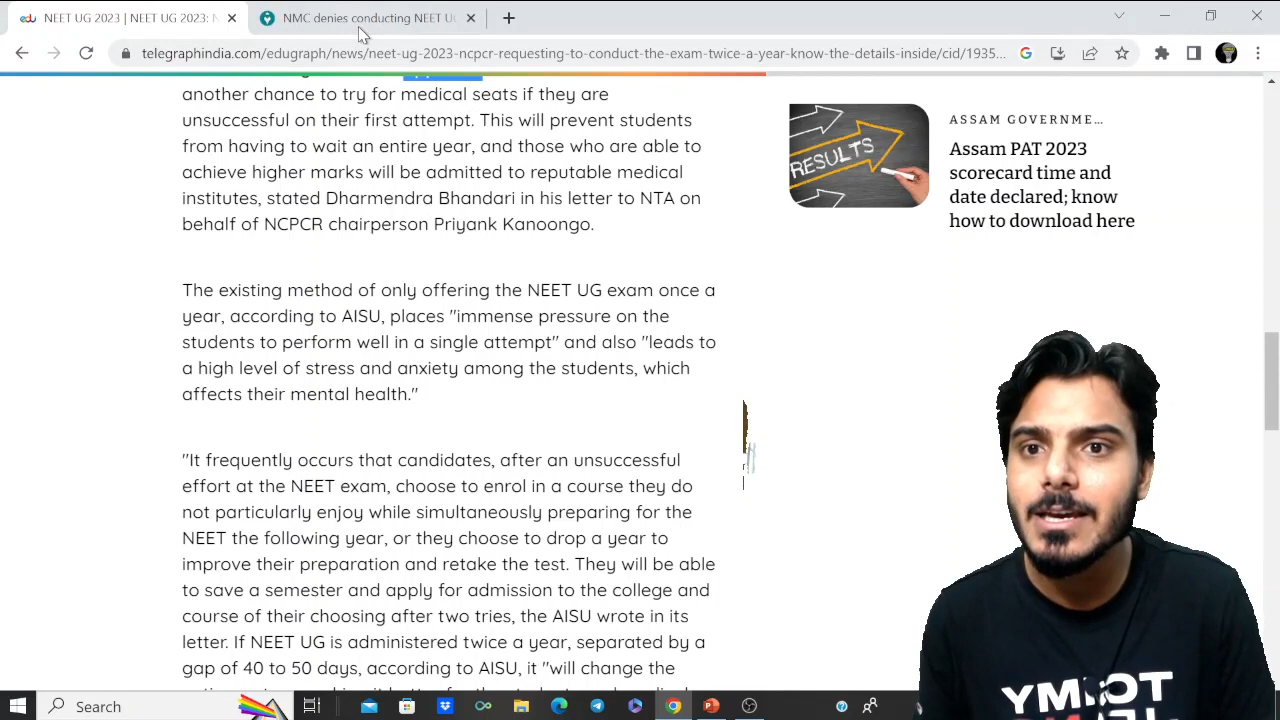 NEET UG 2023 | NEET UG 2023: N
NMC denies conducting NEET UG
telegraphindia.com/edugraph/news/neet-ug-2023-ncpcr-requesting-to-conduct-the-exam-twice-a-year-know-the-details-inside/cid/1935...
another chance to try for medical seats if they are
unsuccessful on their first attempt. This will prevent students
from having to wait an entire year, and those who are able to
achieve higher marks will be admitted to reputable medical
institutes, stated Dharmendra Bhandari in his letter to NTA on
behalf of NCPCR chairperson Priyank Kanoongo.
The existing method of only offering the NEET UG exam once a
year, according to AISU, places "immense pressure on the
students to perform well in a single attempt" and also "leads to
a high level of stress and anxiety among the students, which
affects their mental health."
"It frequently occurs that candidates, after an unsuccessful
effort at the NEET exam, choose to enrol in a course they do
not particularly enjoy while simultaneously preparing for the
NEET the following year, or they choose to drop a year to
improve their preparation and retake the test. They will be able
to save a semester and apply for admission to the college and
course of their choosing after two tries, the AISU wrote in its
letter. If NEET UG is administered twice a year, separated by a
gap of 40 to 50 days, according to AISU, it "will change the
RESULTS
ASSAM GOVERNME...
Assam PAT 2023
scorecard time and
date declared; know
how to download here
Search